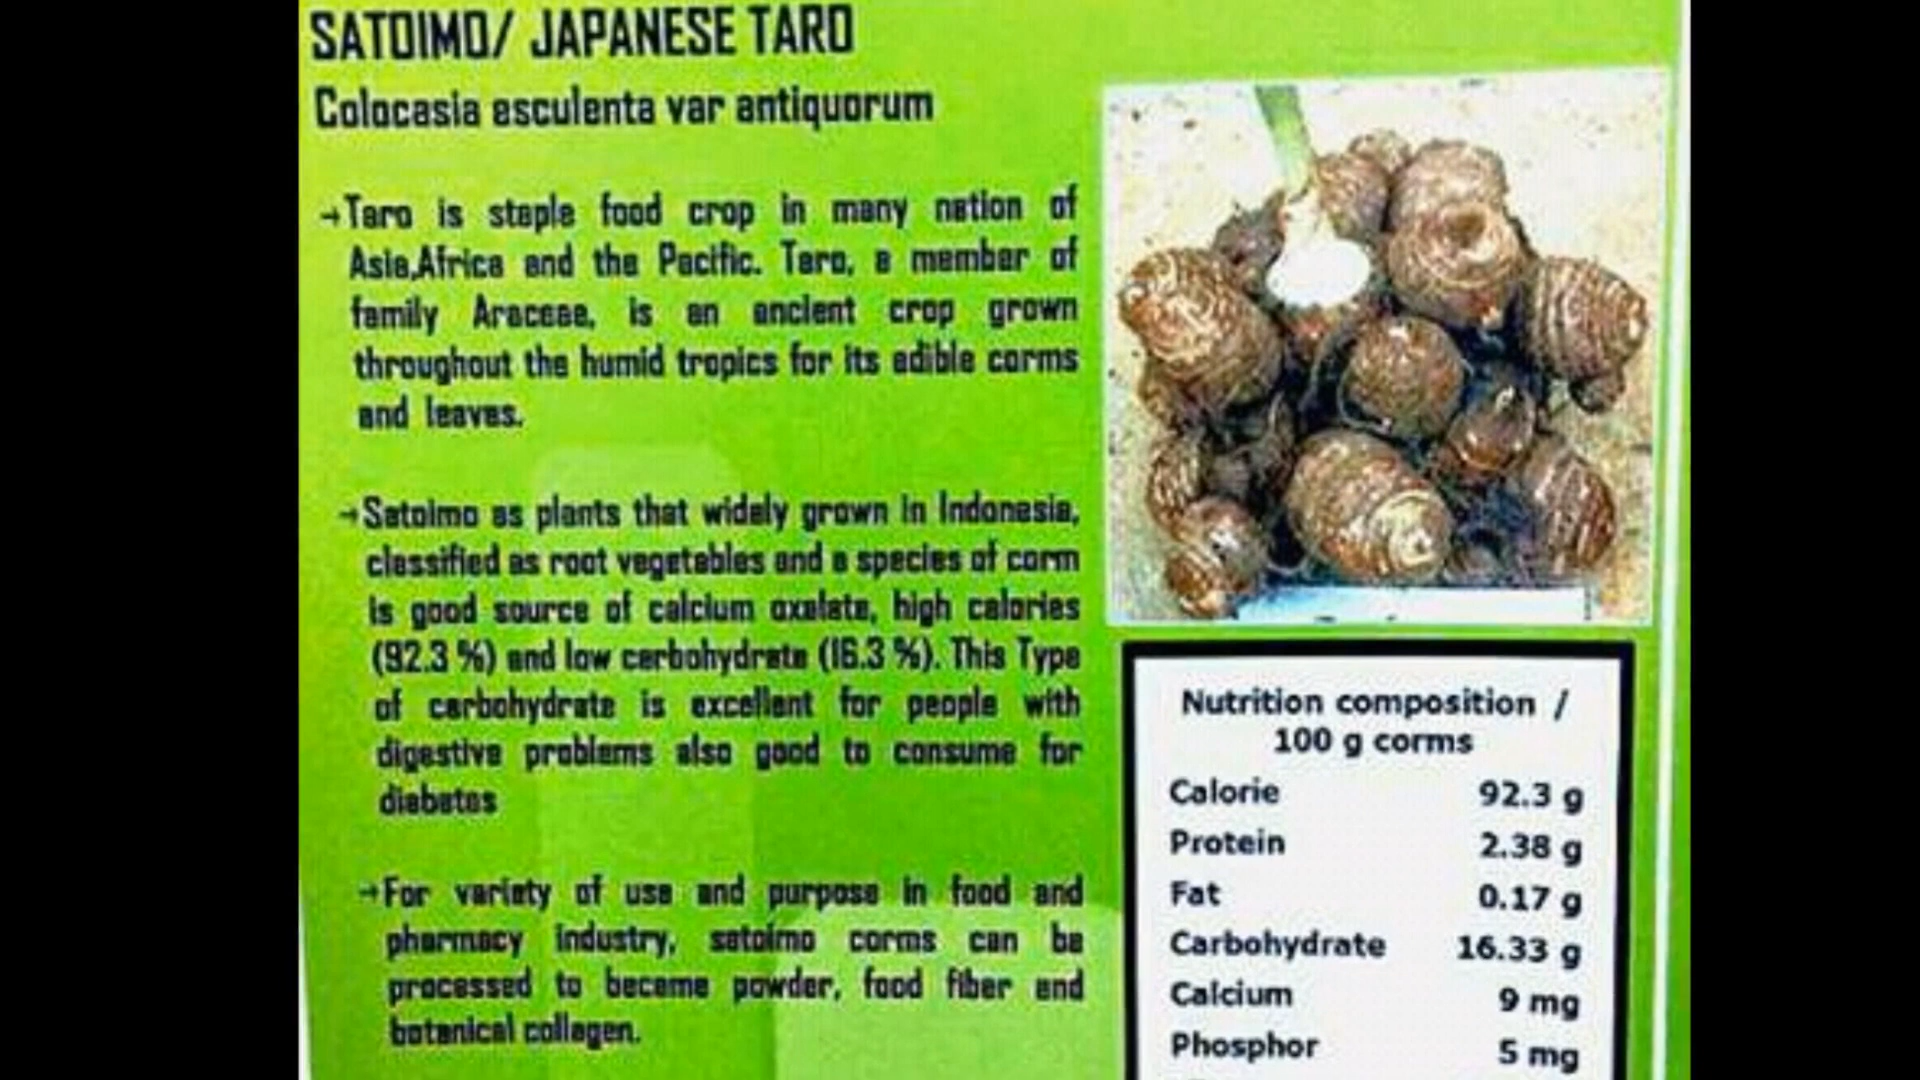 SATOIMO/ JAPANESE TARO
Colocasia esculenta var antiquorum
→Taro is staple food crop in many nation of
Asia,Africa and the Pacific. Taro, a member of
family Araceae, is an ancient crop grown
throughout the humid tropics for its edible corms
and leaves.
→Satoimo as plants that widely grown in Indonesia,
classified as root vegetables and a species of corm
is good source of calcium oxalate, high calories
(92.3 %) and low carbohydrate (16.3 %). This Type
of carbohydrate is excellent for people with
digestive problems also good to consume for
diabetes
→For variety of use and purpose in food and
pharmacy industry, satoimo corms can be
processed to become powder, food fiber and
botanical collagen.
Nutrition composition /
100 g corms
Calorie 92.3 g
Protein 2.38 g
Fat 0.17 g
Carbohydrate 16.33 g
Calcium 9 mg
Phosphor 5 mg